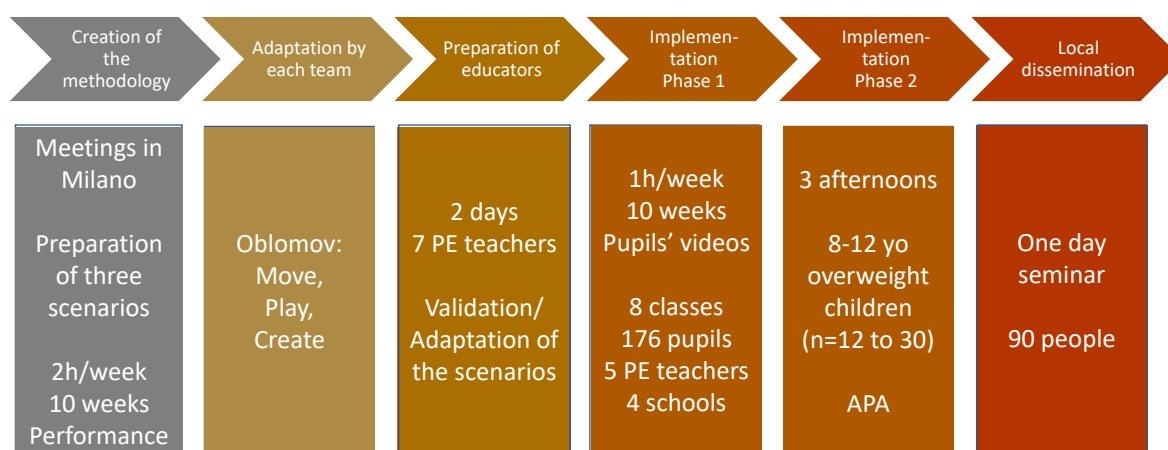 Creation of
the
methodology
Adaptation by
each team
Preparation of
educators
Implemen-
tation
Phase 1
Implemen-
tation
Phase 2
Local
dissemination
Meetings in
Milano
Preparation
of three
scenarios
2h/week
10 weeks
Performance
Oblomov:
Move,
Play,
Create
2 days
7 PE teachers
Validation/
Adaptation of
the scenarios
1h/week
10 weeks
Pupils’ videos
8 classes
176 pupils
5 PE teachers
4 schools
3 afternoons
8-12 yo
overweight
children
(n=12 to 30)
APA
One day
seminar
90 people